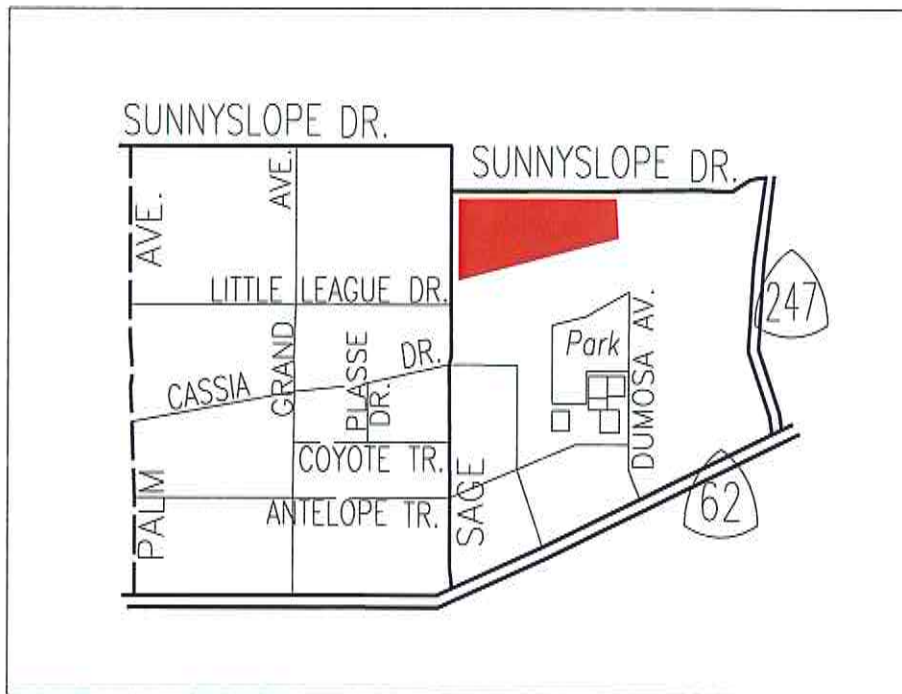 SUNNYSLOPE DR.
SUNNYSLOPE DR.
AVE.
AVE.
LITTLE LEAGUE DR.
247
DUMOSA AV.
Park
GRAND
PLASSE DR.
CASSIA DR.
COYOTE TR.
PALM
SAGE
ANTELOPE TR.
62